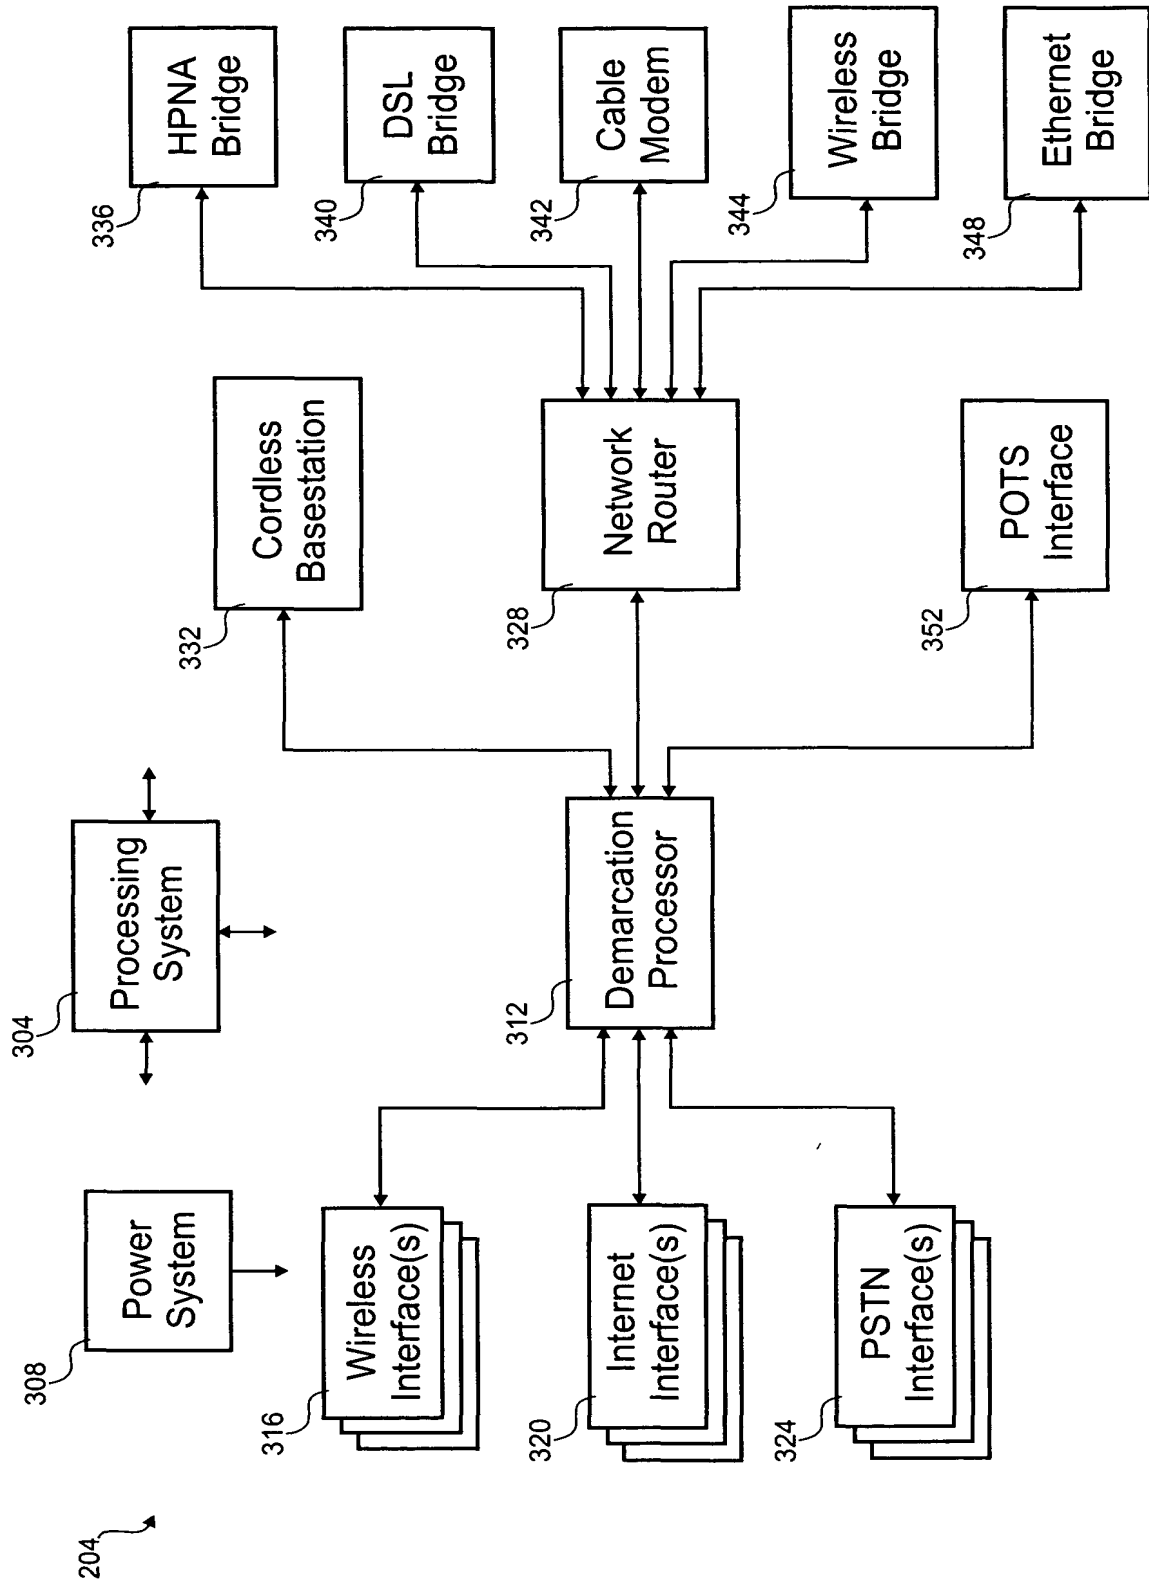 204
308
Power
System
304
Processing
System
316
Wireless
Interface(s)
320
Internet
Interface(s)
324
PSTN
Interface(s)
312
Demarcation
Processor
332
Cordless
Basestation
328
Network
Router
352
POTS
Interface
336
HPNA
Bridge
340
DSL
Bridge
342
Cable
Modem
344
Wireless
Bridge
348
Ethernet
Bridge